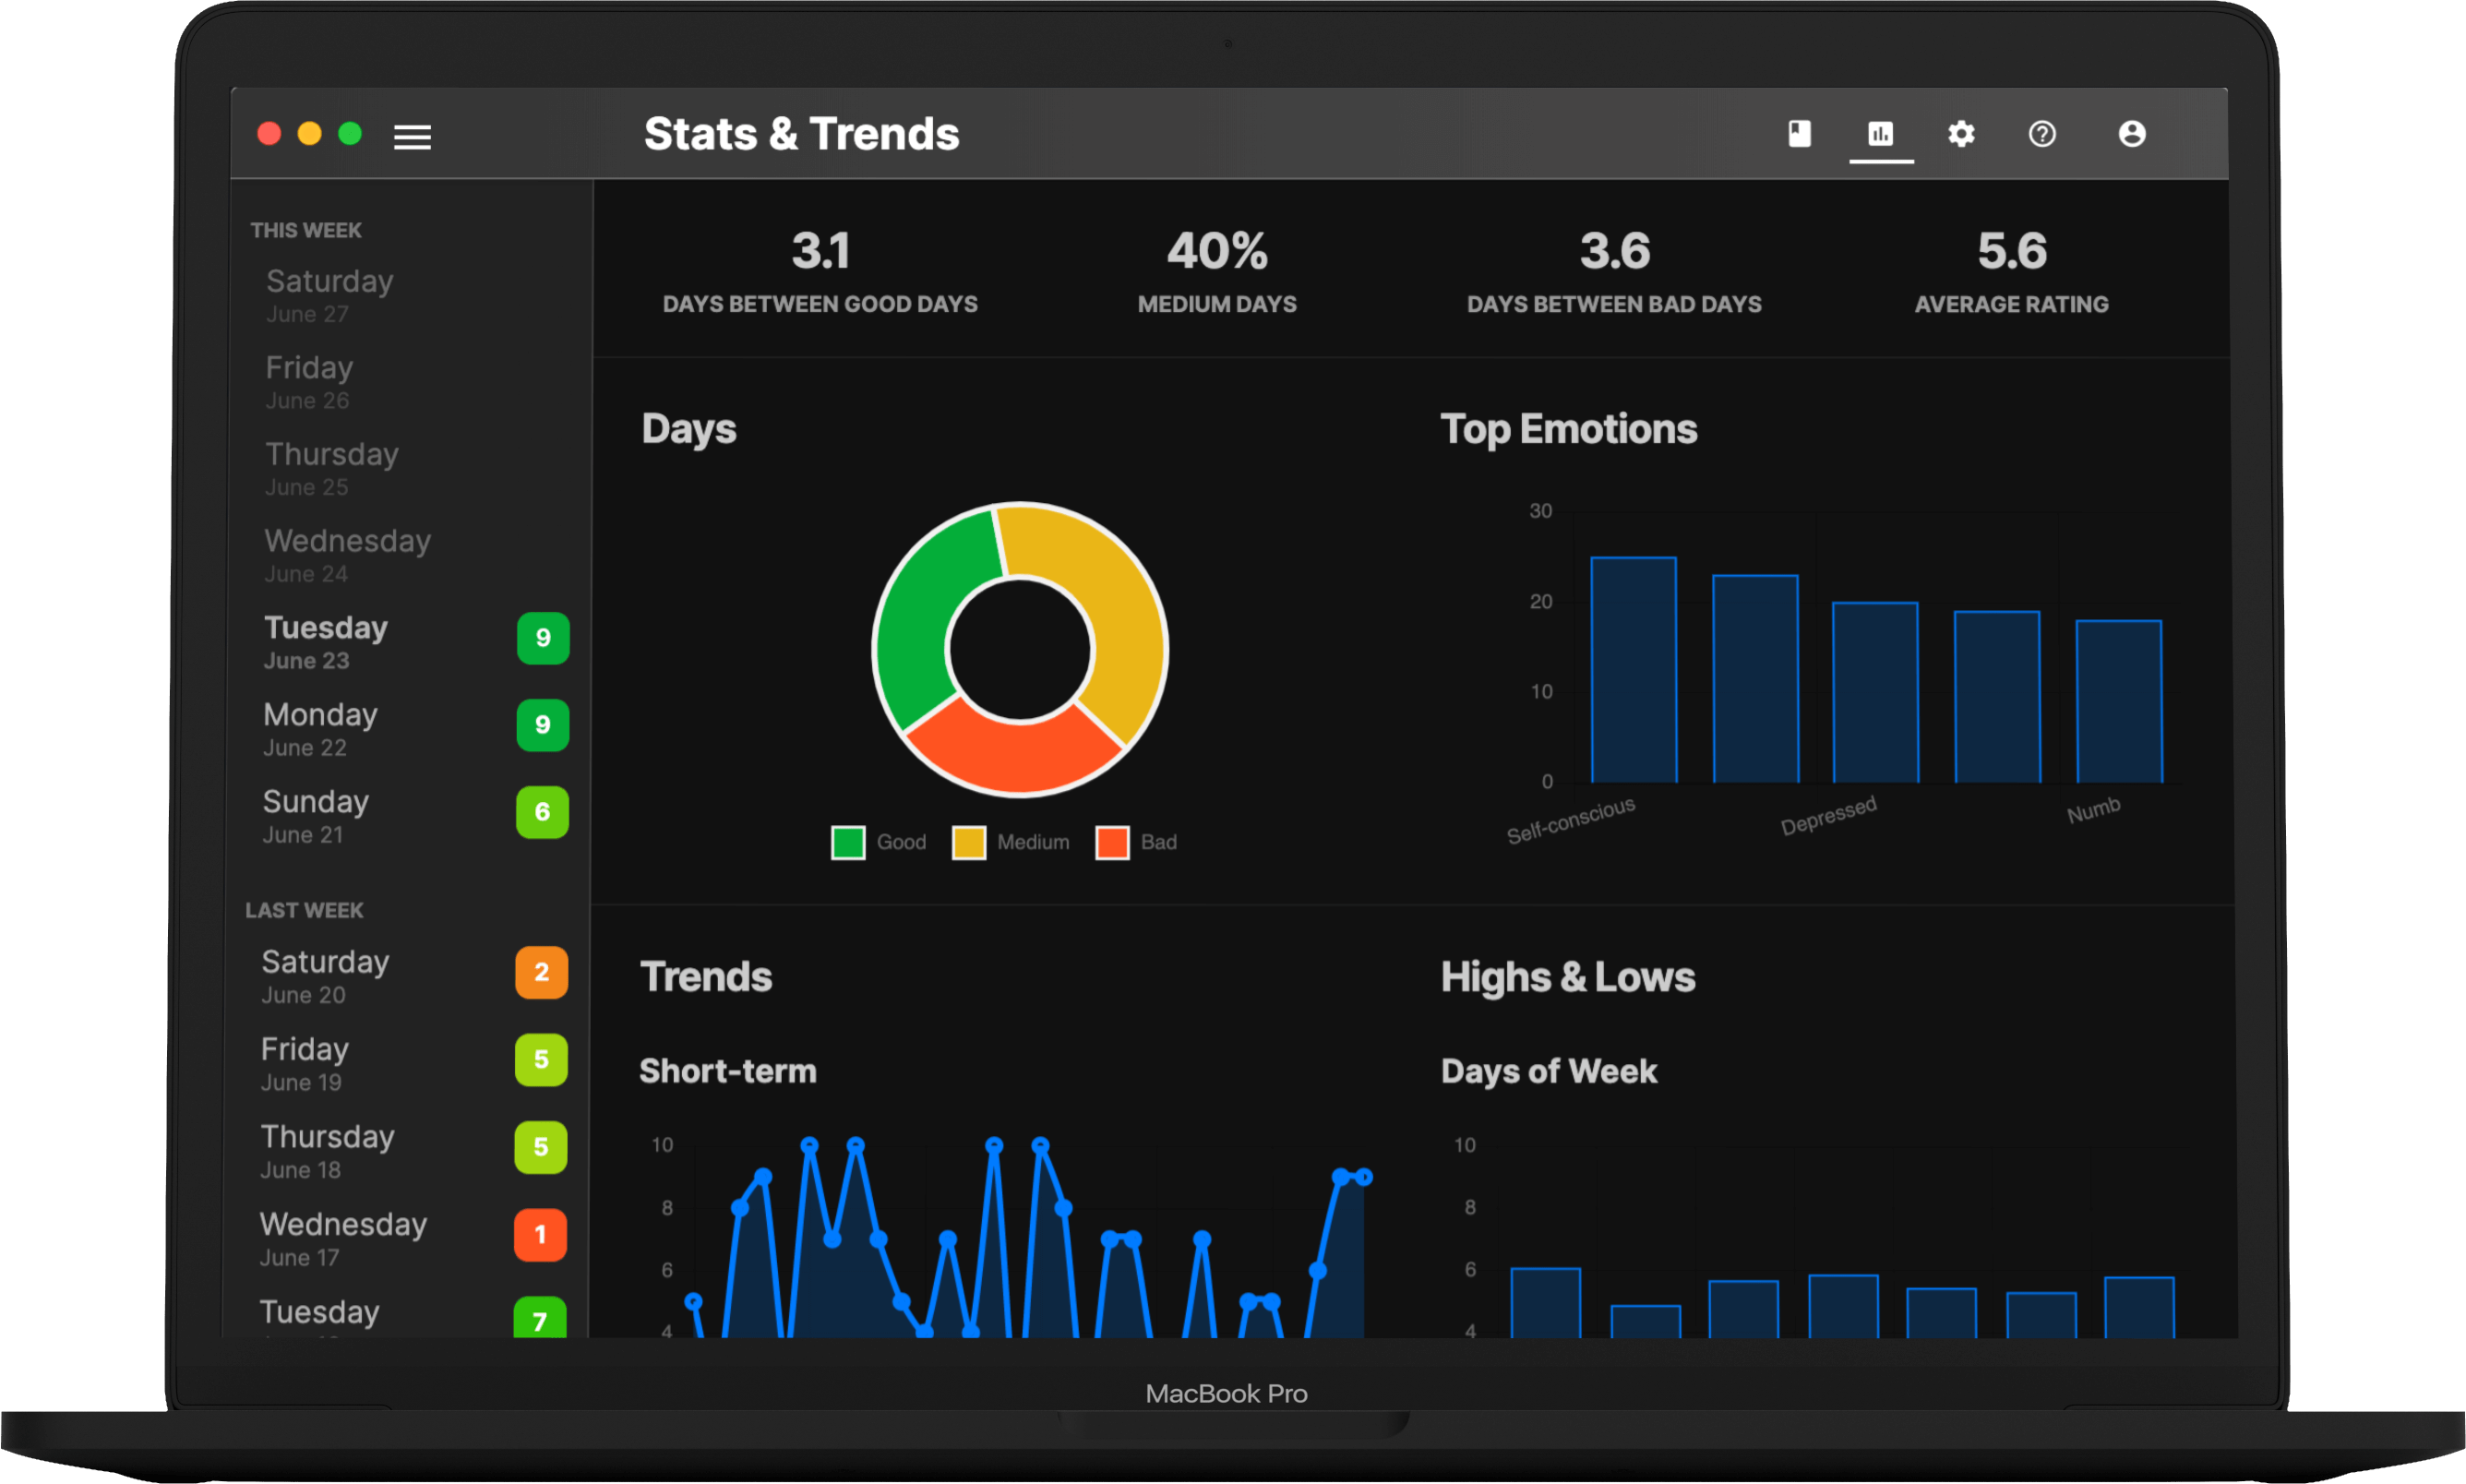 Stats & Trends
THIS WEEK
Saturday
June 27
Friday
June 26
Thursday
June 25
Wednesday
June 24
Tuesday
June 23
9
Monday
June 22
9
Sunday
June 21
6
LAST WEEK
Saturday
June 20
2
Friday
June 19
5
Thursday
June 18
5
Wednesday
June 17
1
Tuesday
7
3.1
DAYS BETWEEN GOOD DAYS
40%
MEDIUM DAYS
3.6
DAYS BETWEEN BAD DAYS
5.6
AVERAGE RATING
Days
Good Medium Bad
Top Emotions
30
20
10
0
Self-conscious Depressed Numb
Trends
Short-term
10
8
6
4
Highs & Lows
Days of Week
10
8
6
4
MacBook Pro